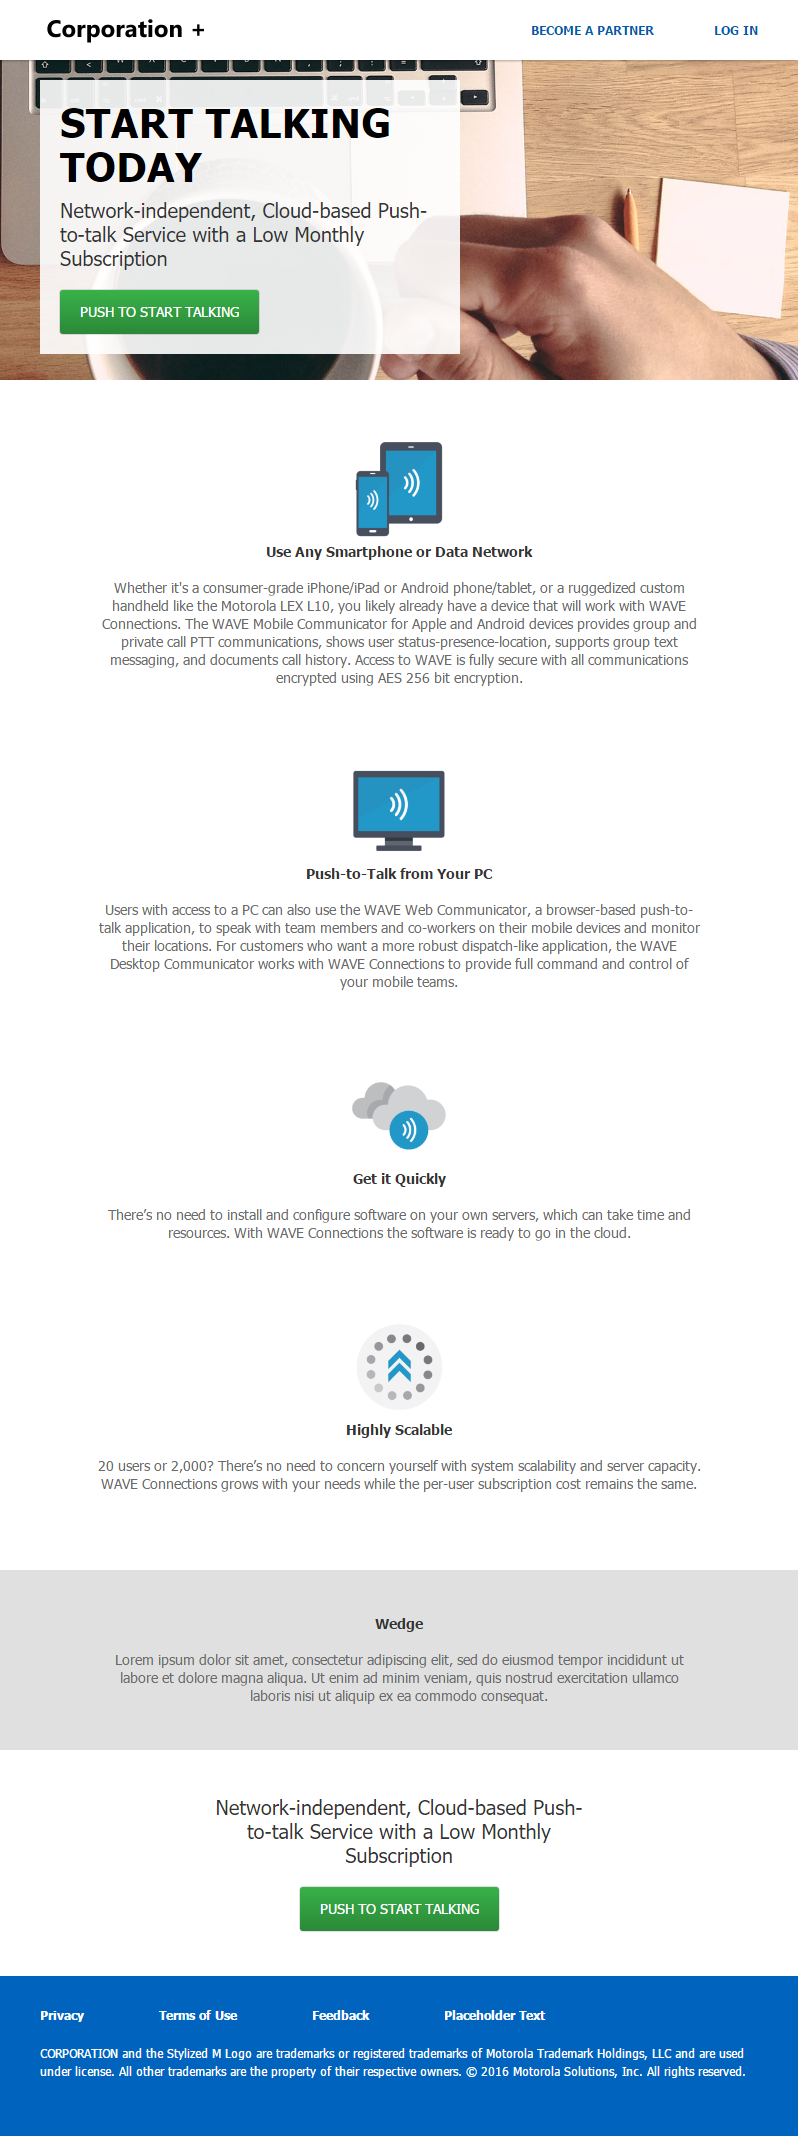 Corporation +
BECOME A PARTNER
LOG IN
START TALKING
TODAY
Network-independent, Cloud-based Push-
to-talk Service with a Low Monthly
Subscription
PUSH TO START TALKING
Use Any Smartphone or Data Network
Whether it's a consumer-grade iPhone/iPad or Android phone/tablet, or a ruggedized custom
handheld like the Motorola LEX L10, you likely already have a device that will work with WAVE
Connections. The WAVE Mobile Communicator for Apple and Android devices provides group and
private call PTT communications, shows user status-presence-location, supports group text
messaging, and documents call history. Access to WAVE is fully secure with all communications
encrypted using AES 256 bit encryption.
Push-to-Talk from Your PC
Users with access to a PC can also use the WAVE Web Communicator, a browser-based push-to-
talk application, to speak with team members and co-workers on their mobile devices and monitor
their locations. For customers who want a more robust dispatch-like application, the WAVE
Desktop Communicator works with WAVE Connections to provide full command and control of
your mobile teams.
Get it Quickly
There’s no need to install and configure software on your own servers, which can take time and
resources. With WAVE Connections the software is ready to go in the cloud.
Highly Scalable
20 users or 2,000? There’s no need to concern yourself with system scalability and server capacity.
WAVE Connections grows with your needs while the per-user subscription cost remains the same.
Wedge
Lorem ipsum dolor sit amet, consectetur adipiscing elit, sed do eiusmod tempor incididunt ut
labore et dolore magna aliqua. Ut enim ad minim veniam, quis nostrud exercitation ullamco
laboris nisi ut aliquip ex ea commodo consequat.
Network-independent, Cloud-based Push-
to-talk Service with a Low Monthly
Subscription
PUSH TO START TALKING
Privacy
Terms of Use
Feedback
Placeholder Text
CORPORATION and the Stylized M Logo are trademarks or registered trademarks of Motorola Trademark Holdings, LLC and are used
under license. All other trademarks are the property of their respective owners. © 2016 Motorola Solutions, Inc. All rights reserved.